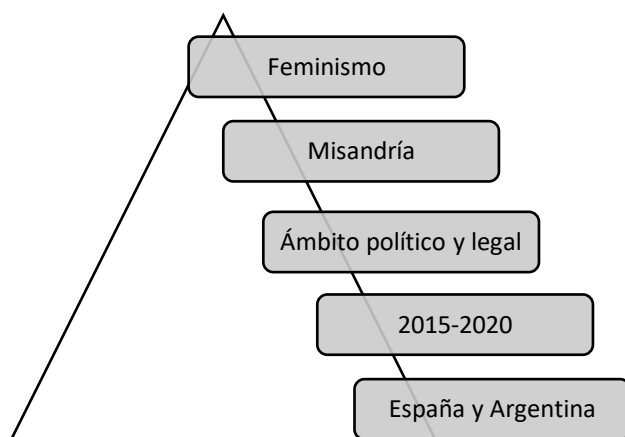 Feminismo
Misandría
Ámbito político y legal
2015-2020
España y Argentina